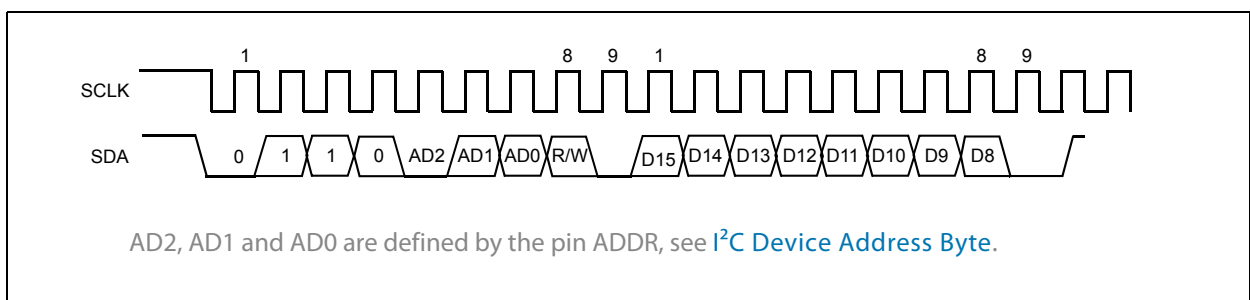 1 8 9 1 8 9
SCLK
SDA 0 1 1 0 AD2 AD1 AD0 R/W D15 D14 D13 D12 D11 D10 D9 D8
AD2, AD1 and AD0 are defined by the pin ADDR, see I²C Device Address Byte.